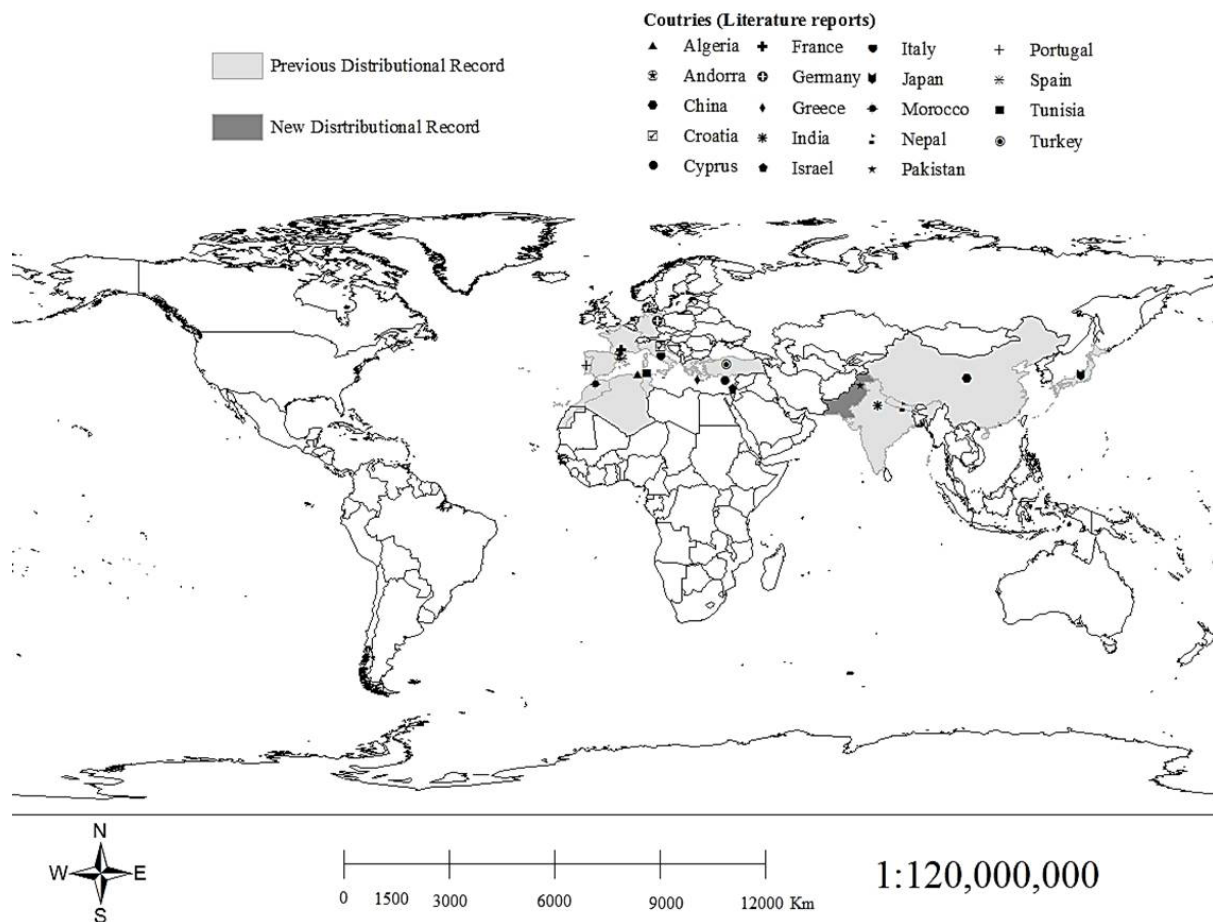 Coutries (Literature reports)
Previous Distributional Record
New Disrtributional Record
Algeria France Italy Portugal
Andorra Germany Japan Spain
China Greece Morocco Tunisia
Croatia India Nepal Turkey
Cyprus Israel Pakistan
N
W E
S
0 1500 3000 6000 9000 12000 Km
1:120,000,000